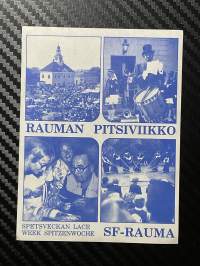 RAUMAN PITSIVIIKKO
SPETSVECKAN LACE
WEEK SPITZENWOCHE
SF-RAUMA